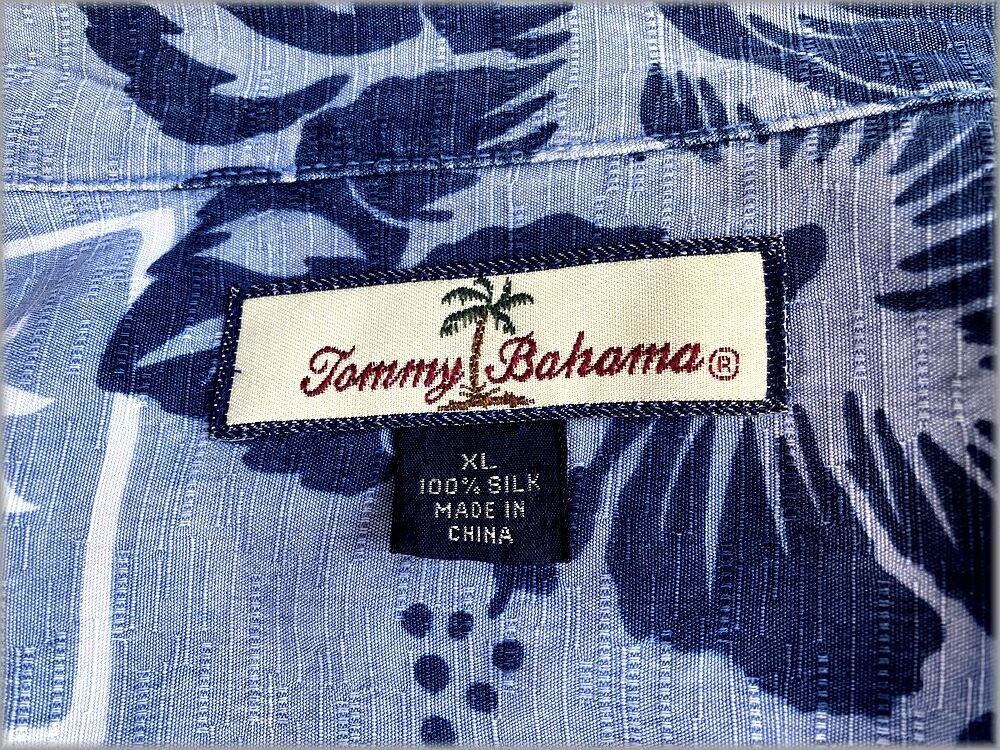 Tommy Bahama®
XL
100% SILK
MADE IN
CHINA